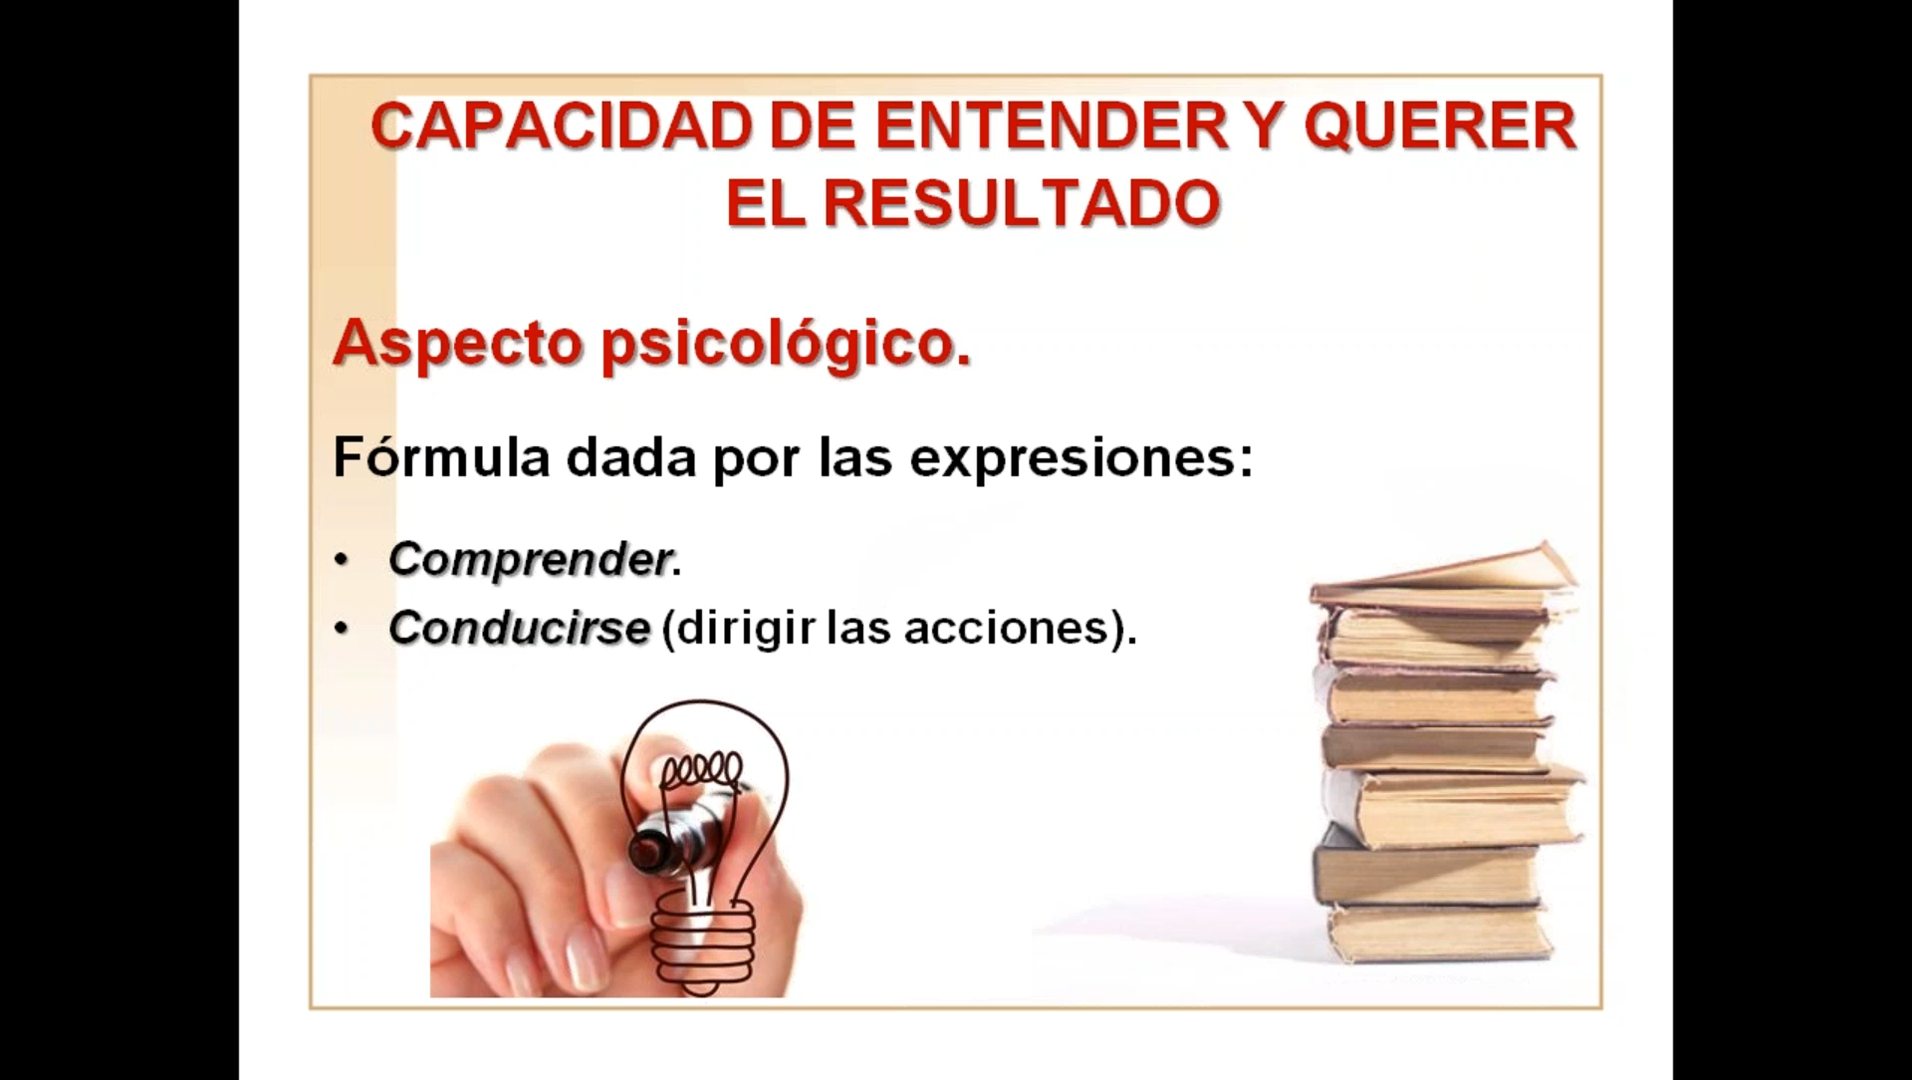 CAPACIDAD DE ENTENDER Y QUERER
EL RESULTADO
Aspecto psicológico.
Fórmula dada por las expresiones:
• Comprender.
• Conducirse (dirigir las acciones).